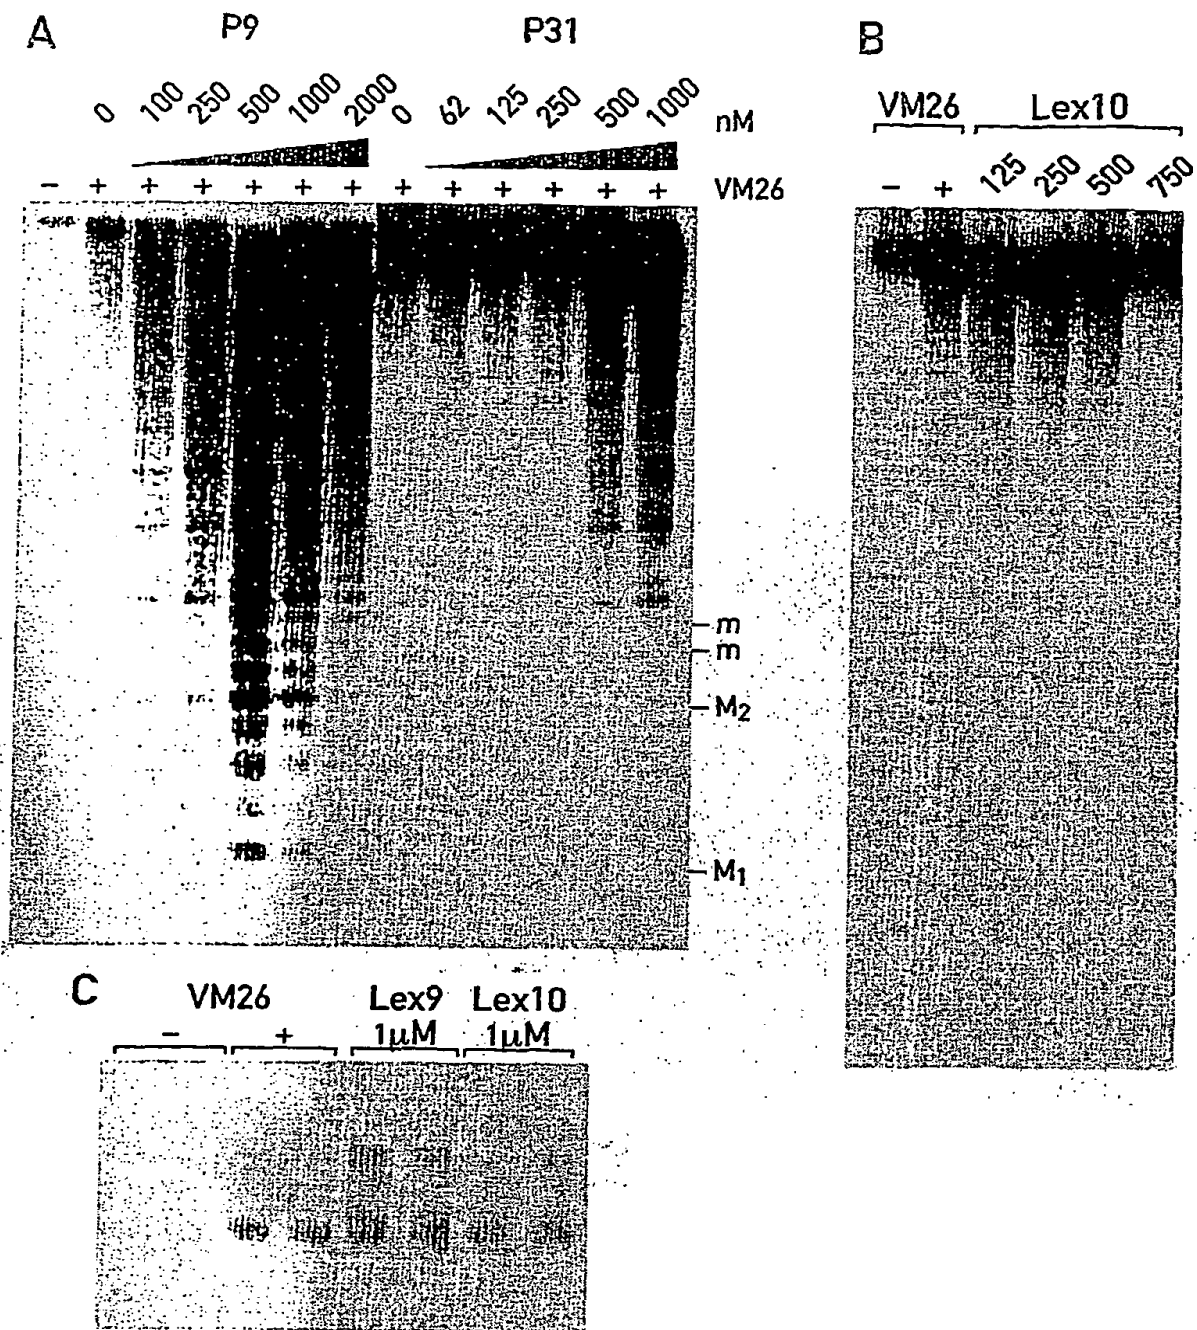 A P9 P31
0 100 250 500 1000 2000 0 62 125 250 500 1000 nM
- + + + + + + + + + + + + VM26
m
m
M2
M1
B
VM26 Lex10
- + 125 250 500 750
C VM26 Lex9 Lex10
- + 1µM 1µM